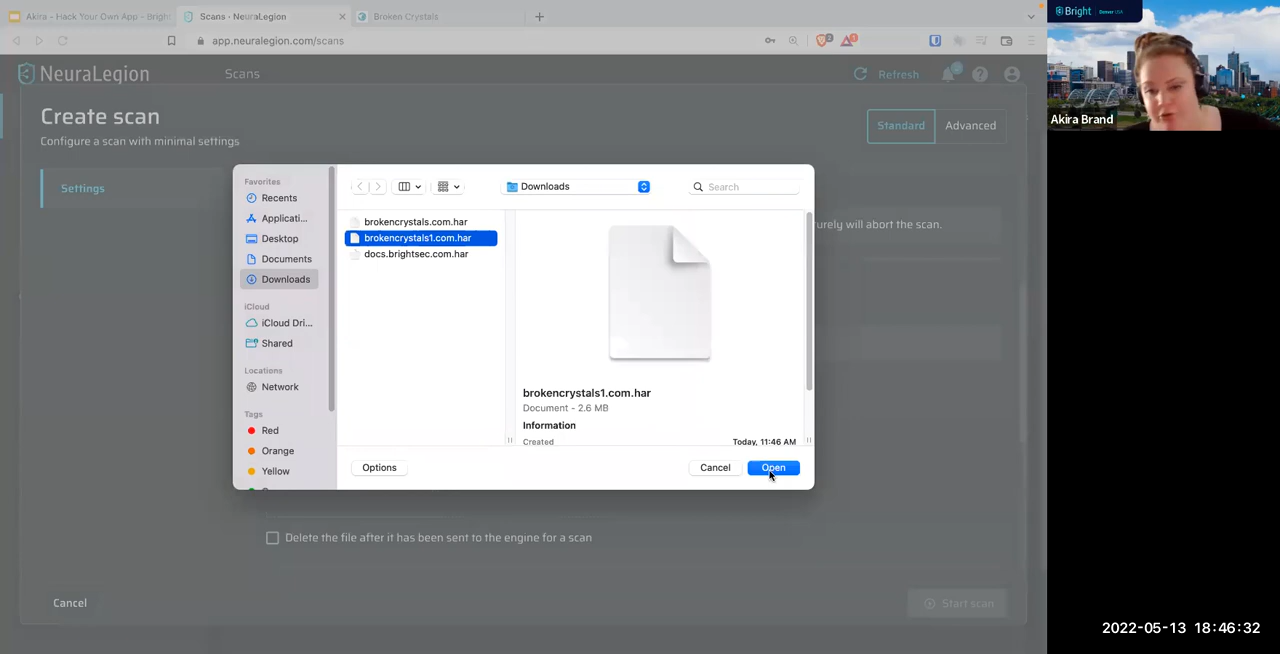 Akira - Hack Your Own App - Bright
Scans - NeuraLegion
Broken Crystals
app.neuralegion.com/scans
NeuraLegion
Scans
Refresh
Create scan
Configure a scan with minimal settings
Standard
Advanced
Settings
urely will abort the scan.
Favorites
Recents
Applicati...
Desktop
Documents
Downloads
iCloud
iCloud Dri...
Shared
Locations
Network
Tags
Red
Orange
Yellow
Downloads
Search
brokencrystals.com.har
brokencrystals1.com.har
docs.brightsec.com.har
brokencrystals1.com.har
Document - 2.6 MB
Information
Created
Today, 11:46 AM
Options
Cancel
Open
Delete the file after it has been sent to the engine for a scan
Cancel
Start scan
Bright
Denver USA
Akira Brand
2022-05-13 18:46:32